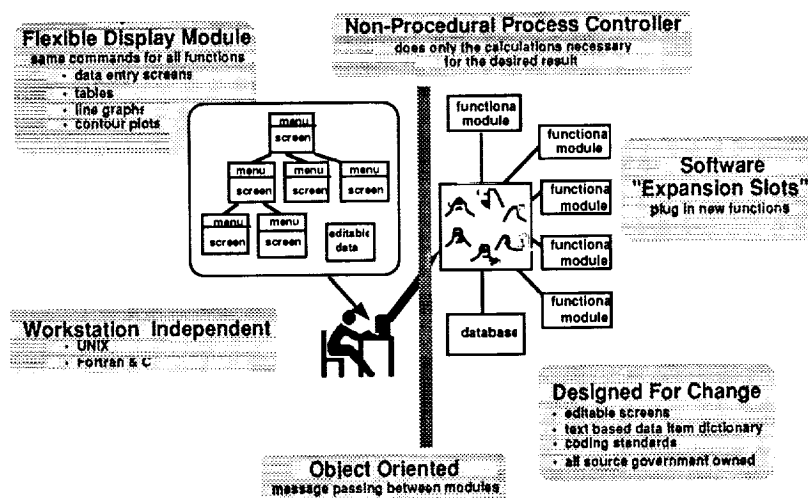 Flexible Display Module
same commands for all functions
• data entry screens
• tables
• line graphs
• contour plots
Non-Procedural Process Controller
does only the calculations necessary
for the desired result
menu
screen
menu
screen
menu
screen
menu
screen
menu
screen
menu
screen
editable
data
functiona
module
functiona
module
functiona
module
functiona
module
functiona
module
database
Software
"Expansion Slots"
plug in new functions
Workstation Independent
• UNIX
• Fortran & C
Designed For Change
• editable screens
• text based data item dictionary
• coding standards
• all source government owned
Object Oriented
message passing between modules